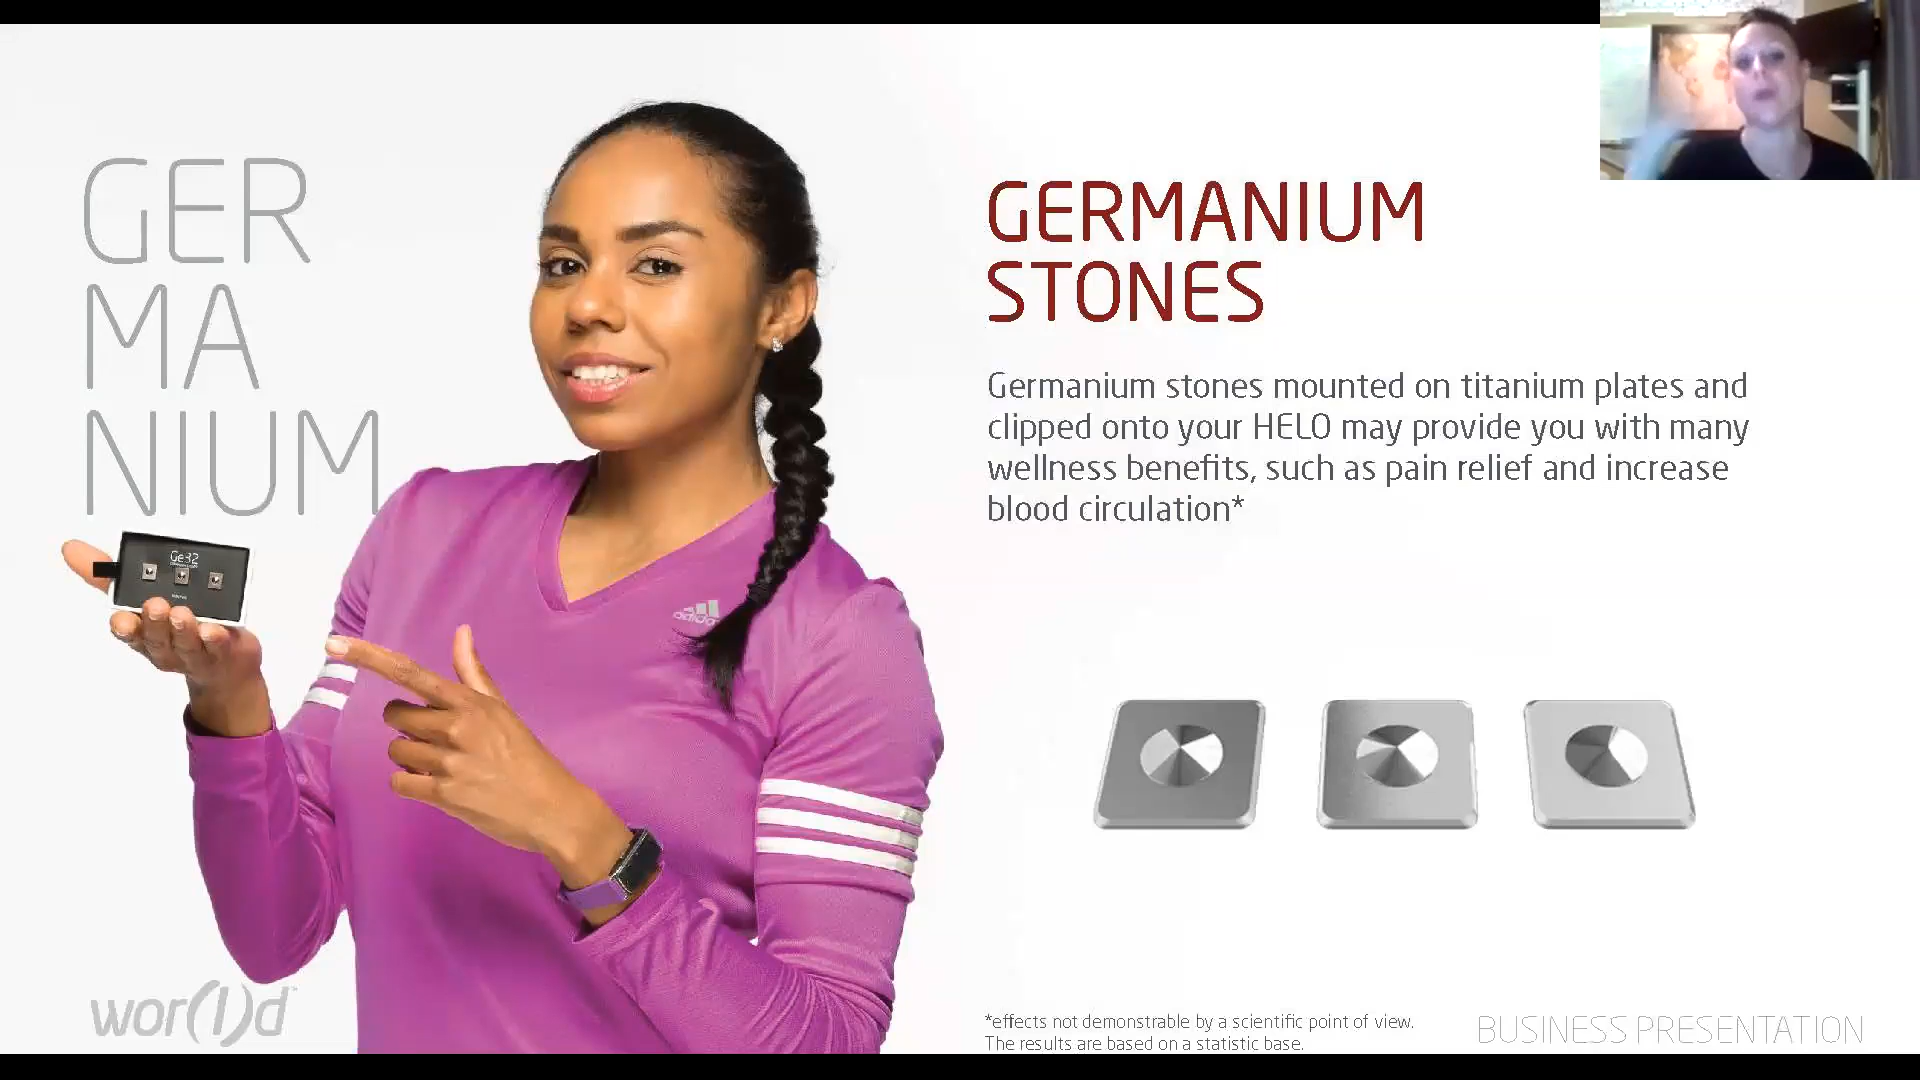 GER
MA
NIUM
GERMANIUM
STONES
Germanium stones mounted on titanium plates and
clipped onto your HELO may provide you with many
wellness benefits, such as pain relief and increase
blood circulation*
Ge32
adidas
wor(l)d
*effects not demonstrable by a scientific point of view.
The results are based on a statistic base.
BUSINESS PRESENTATION